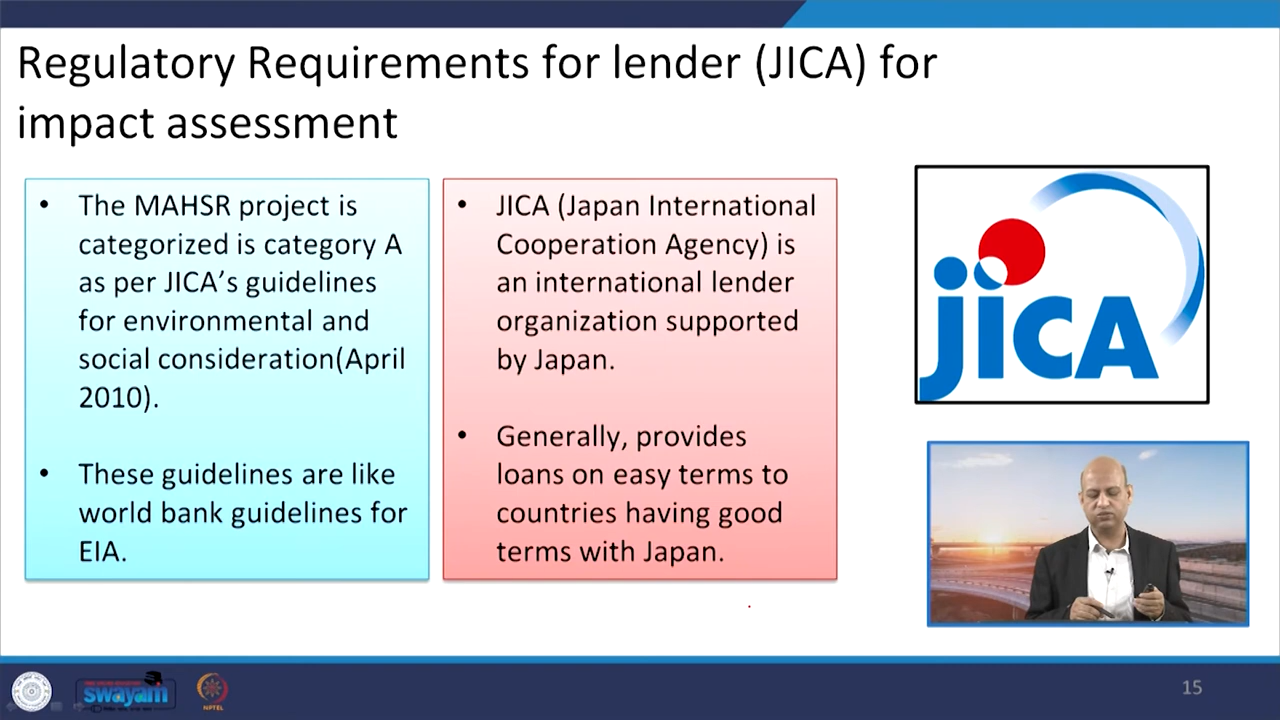 Regulatory Requirements for lender (JICA) for
impact assessment
• The MAHSR project is
categorized is category A
as per JICA’s guidelines
for environmental and
social consideration(April
2010).
• These guidelines are like
world bank guidelines for
EIA.
• JICA (Japan International
Cooperation Agency) is
an international lender
organization supported
by Japan.
• Generally, provides
loans on easy terms to
countries having good
terms with Japan.
jICA
swayam
NPTEL
15